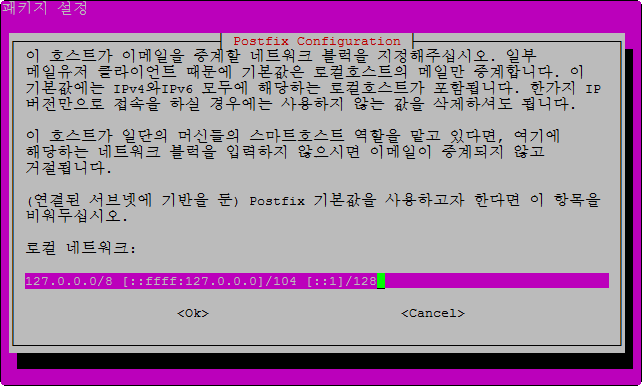 패키지 설정
Postfix Configuration
이 호스트가 이메일을 중계할 네트워크 블럭을 지정해주십시오. 일부
메일유저 클라이언트 때문에 기본값은 로컬호스트의 메일만 중계합니다. 이
기본값에는 IPv4와IPv6 모두에 해당하는 로컬호스트가 포함됩니다. 한가지 IP
버전만으로 접속을 하실 경우에는 사용하지 않는 값을 삭제하셔도 됩니다.
이 호스트가 일단의 머신들의 스마트호스트 역할을 맡고 있다면, 여기에
해당하는 네트워크 블럭을 입력하지 않으시면 이메일이 중계되지 않고
거절됩니다.
(연결된 서브넷에 기반을 둔) Postfix 기본값을 사용하고자 한다면 이 항목을
비워두십시오.
로컬 네트워크:
127.0.0.0/8 [::ffff:127.0.0.0]/104 [::1]/128
<Ok> <Cancel>